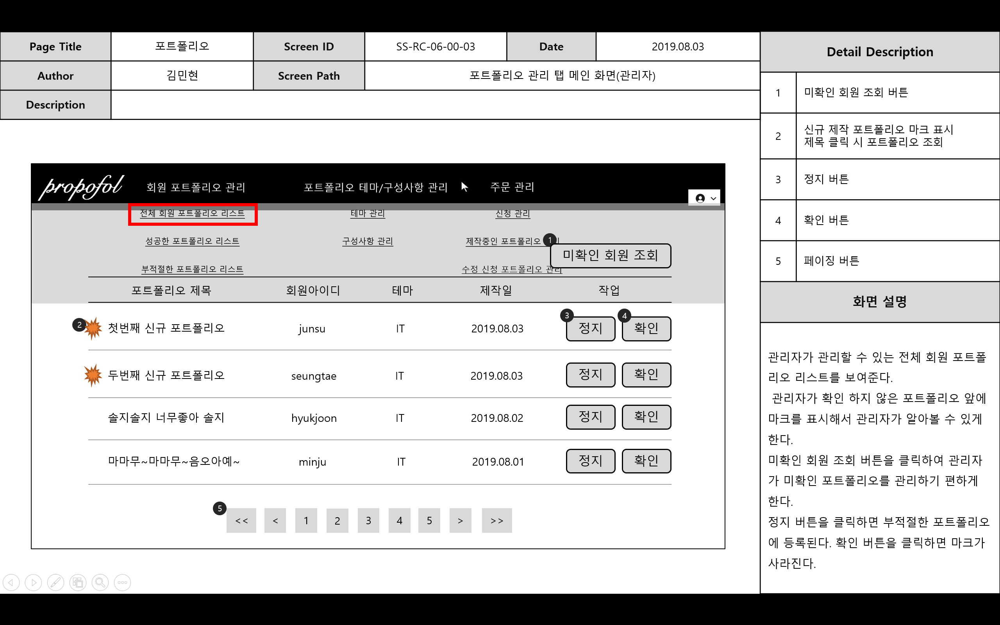 Page Title 포트폴리오 Screen ID SS-RC-06-00-03 Date 2019.08.03
Author 김민현 Screen Path 포트폴리오 관리 탭 메인 화면(관리자)
Description
propofol 회원 포트폴리오 관리 포트폴리오 테마/구성사항 관리 주문 관리
전체 회원 포트폴리오 리스트 테마 관리 신청 관리
성공한 포트폴리오 리스트 구성사항 관리 제작중인 포트폴리오
1 미확인 회원 조회
부적절한 포트폴리오 리스트 수정 신청 포트폴리오 관리
포트폴리오 제목 회원아이디 테마 제작일 작업
3 4
2 첫번째 신규 포트폴리오 junsu IT 2019.08.03 정지 확인
두번째 신규 포트폴리오 seungtae IT 2019.08.03 정지 확인
솔지솔지 너무좋아 솔지 hyukjoon IT 2019.08.02 정지 확인
마마무~마마무~음오아예~ minju IT 2019.08.01 정지 확인
5 << < 1 2 3 4 5 > >>
Detail Description
1 미확인 회원 조회 버튼
2 신규 제작 포트폴리오 마크 표시
제목 클릭 시 포트폴리오 조회
3 정지 버튼
4 확인 버튼
5 페이징 버튼
화면 설명
관리자가 관리할 수 있는 전체 회원 포트폴
리오 리스트를 보여준다.
관리자가 확인 하지 않은 포트폴리오 앞에
마크를 표시해서 관리자가 알아볼 수 있게
한다.
미확인 회원 조회 버튼을 클릭하여 관리자
가 미확인 포트폴리오를 관리하기 편하게
한다.
정지 버튼을 클릭하면 부적절한 포트폴리오
에 등록된다. 확인 버튼을 클릭하면 마크가
사라진다.